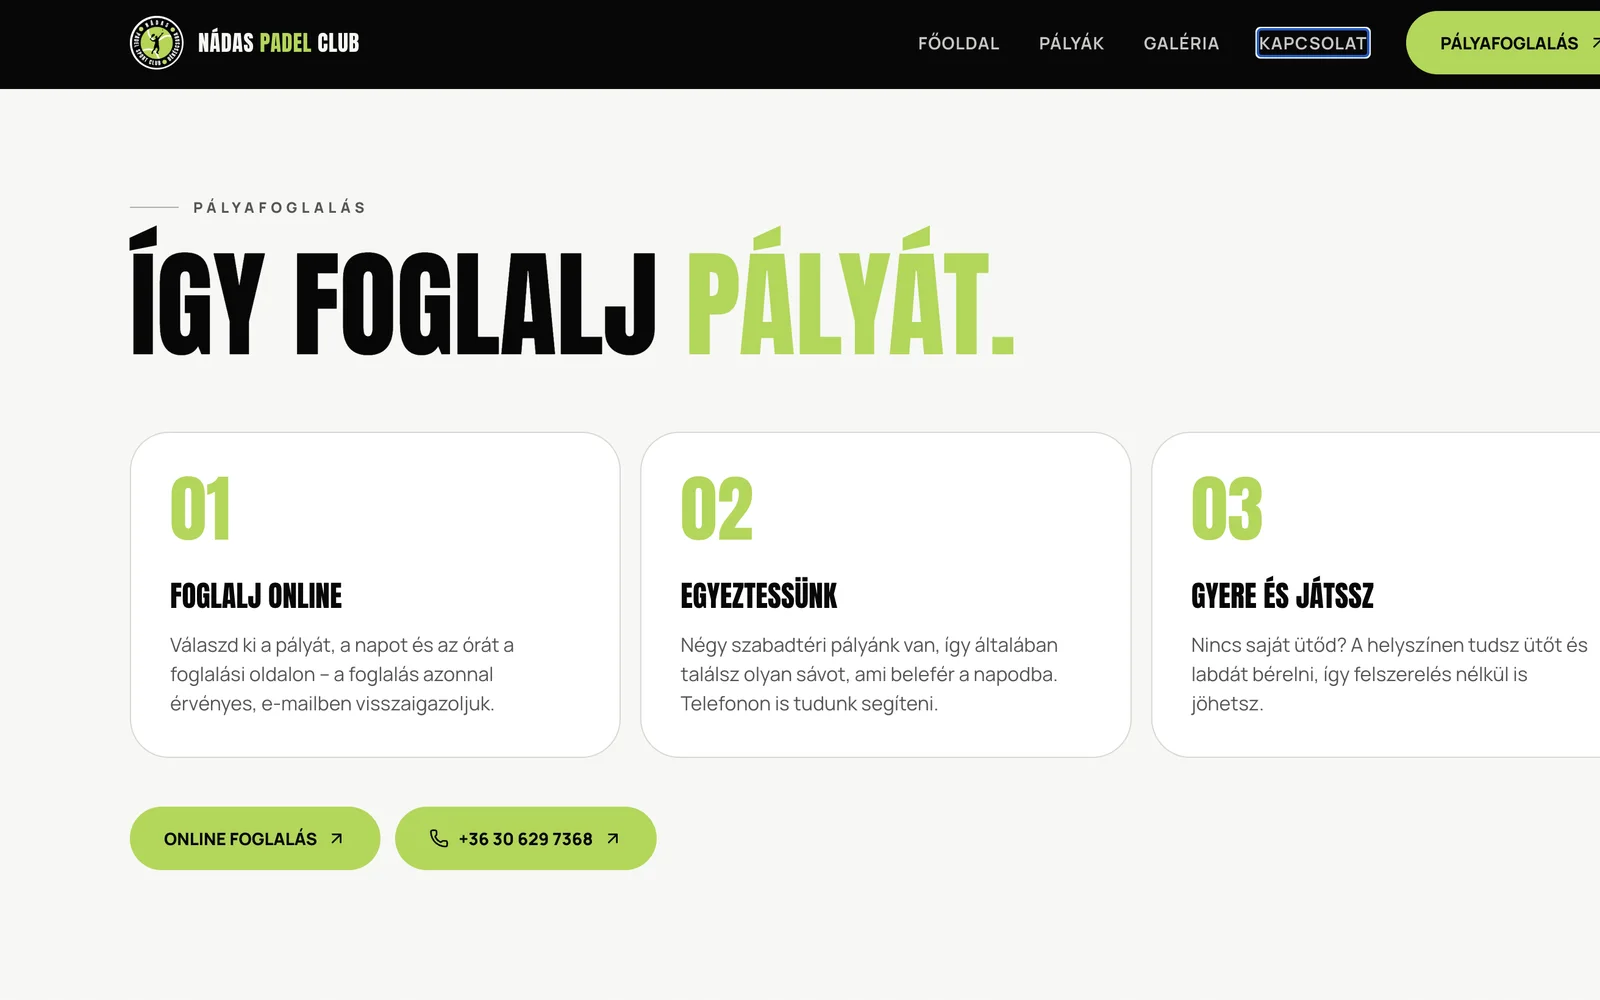 NÁDAS PADEL CLUB
FŐOLDAL
PÁLYÁK
GALÉRIA
KAPCSOLAT
PÁLYAFOGLALÁS
PÁLYAFOGLALÁS
ÍGY FOGLALJ PÁLYÁT.
01
FOGLALJ ONLINE
Válaszd ki a pályát, a napot és az órát a
foglalási oldalon – a foglalás azonnal
érvényes, e-mailben visszaigazoljuk.
02
EGYEZTESSÜNK
Négy szabadtéri pályánk van, így általában
találsz olyan sávot, ami belefér a napodba.
Telefonon is tudunk segíteni.
03
GYERE ÉS JÁTSSZ
Nincs saját ütőd? A helyszínen tudsz ütőt és
labdát bérelni, így felszerelés nélkül is
jöhetsz.
ONLINE FOGLALÁS
+36 30 629 7368